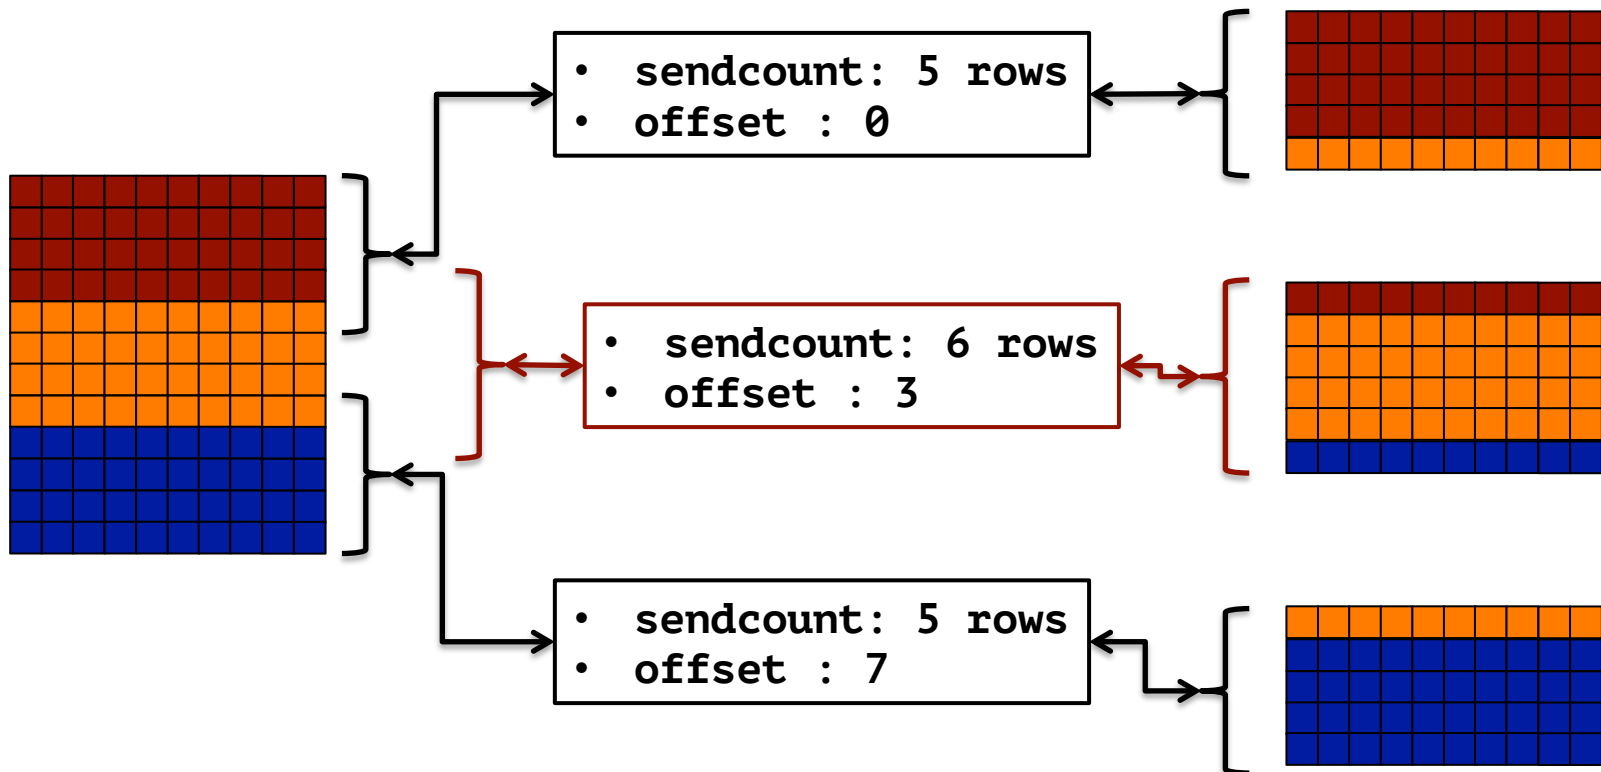 • sendcount: 5 rows
• offset : 0
• sendcount: 6 rows
• offset : 3
• sendcount: 5 rows
• offset : 7